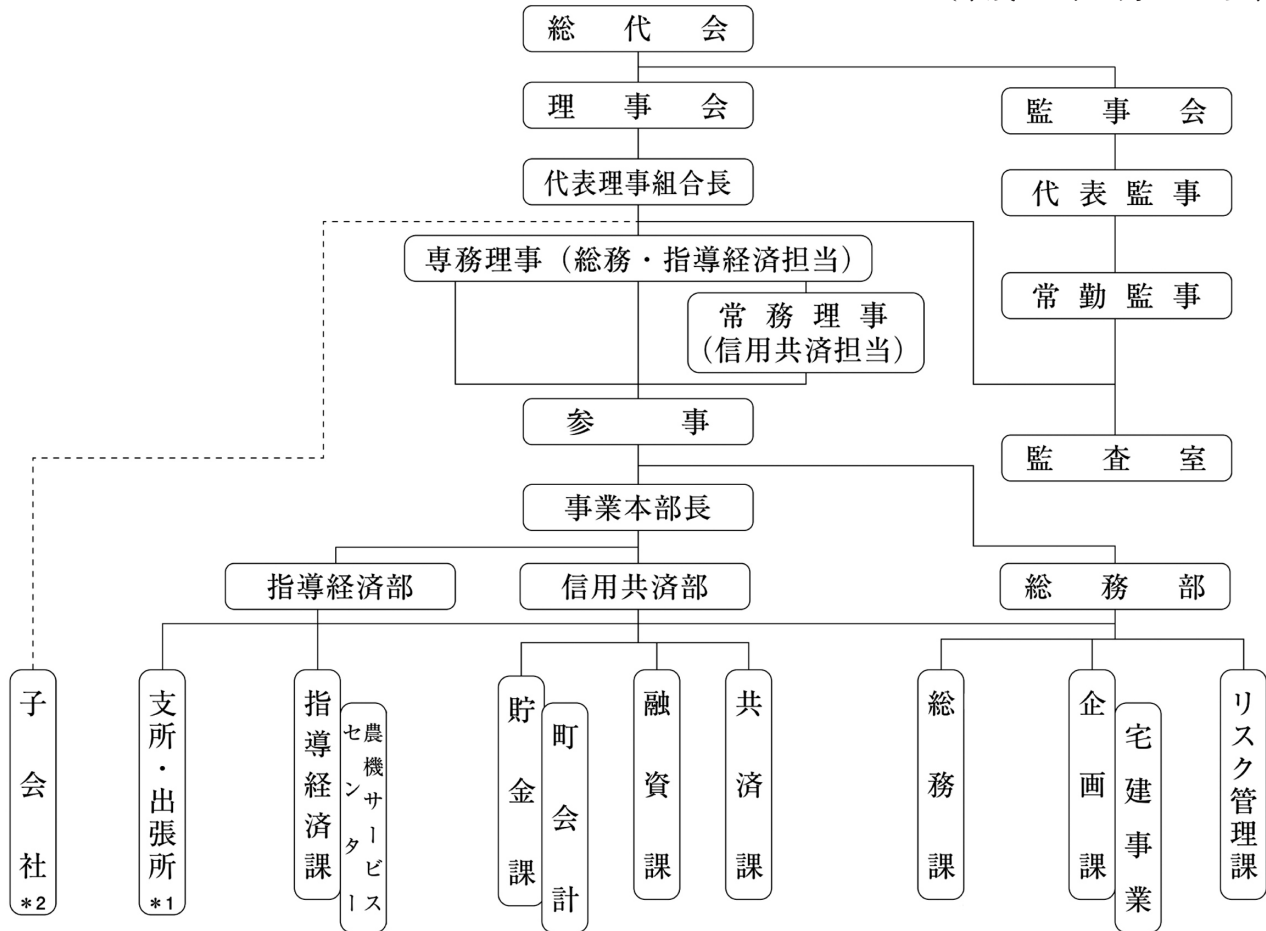 総代会
理事会
監事会
代表理事組合長
代表監事
専務理事（総務・指導経済担当）
常勤監事
常務理事
（信用共済担当）
参事
監査室
事業本部長
指導経済部
信用共済部
総務部
子会社
*2
支所・出張所
*1
指導経済課
農機サービス
センター
貯金課
町会計
融資課
共済課
総務課
企画課
宅建事業
リスク管理課